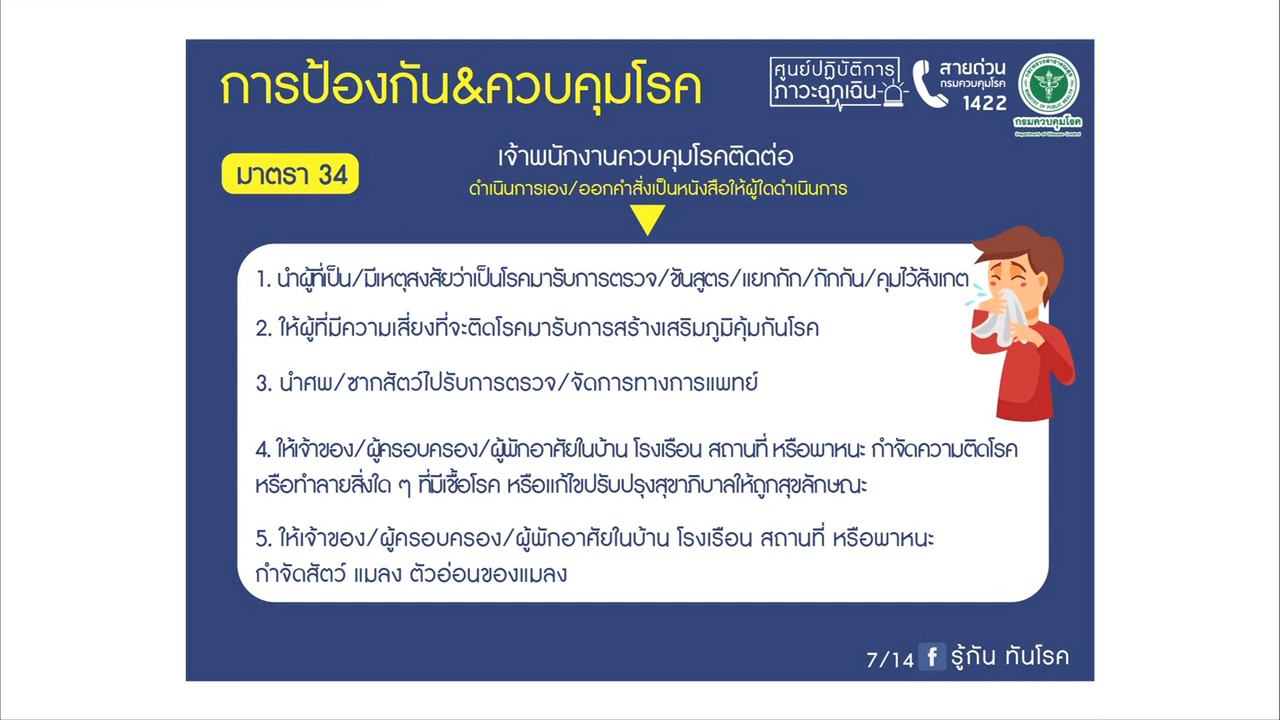 การป้องกัน&ควบคุมโรค
ศูนย์ปฏิบัติการ
ภาวะฉุกเฉิน
สายด่วน
กรมควบคุมโรค
1422
กรมควบคุมโรค
Department of Disease Control
มาตรา 34
เจ้าพนักงานควบคุมโรคติดต่อ
ดำเนินการเอง/ออกคำสั่งเป็นหนังสือให้ผู้ใดดำเนินการ
1. นำผู้ที่เป็น/มีเหตุสงสัยว่าเป็นโรคมารับการตรวจ/ชันสูตร/แยกกัก/กักกัน/คุมไว้สังเกต
2. ให้ผู้ที่มีความเสี่ยงที่จะติดโรคมารับการสร้างเสริมภูมิคุ้มกันโรค
3. นำศพ/ซากสัตว์ไปรับการตรวจ/จัดการทางการแพทย์
4. ให้เจ้าของ/ผู้ครอบครอง/ผู้พักอาศัยในบ้าน โรงเรือน สถานที่ หรือพาหนะ กำจัดความติดโรค
หรือทำลายสิ่งใด ๆ ที่มีเชื้อโรค หรือแก้ไขปรับปรุงสุขาภิบาลให้ถูกสุขลักษณะ
5. ให้เจ้าของ/ผู้ครอบครอง/ผู้พักอาศัยในบ้าน โรงเรือน สถานที่ หรือพาหนะ
กำจัดสัตว์ แมลง ตัวอ่อนของแมลง
7/14 f รู้กัน ทันโรค